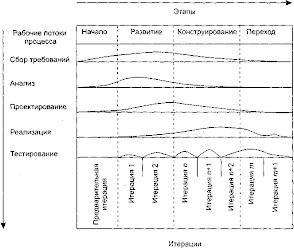 Этапы
Рабочие потоки
процесса
Начало
Развитие
Конструирование
Переход
Сбор требований
Анализ
Проектирование
Реализация
Тестирование
Предварительная
итерация
Итерация 1
Итерация 2
Итерация n
Итерация n+1
Итерация n+2
Итерация m
Итерация m+1
Итерации